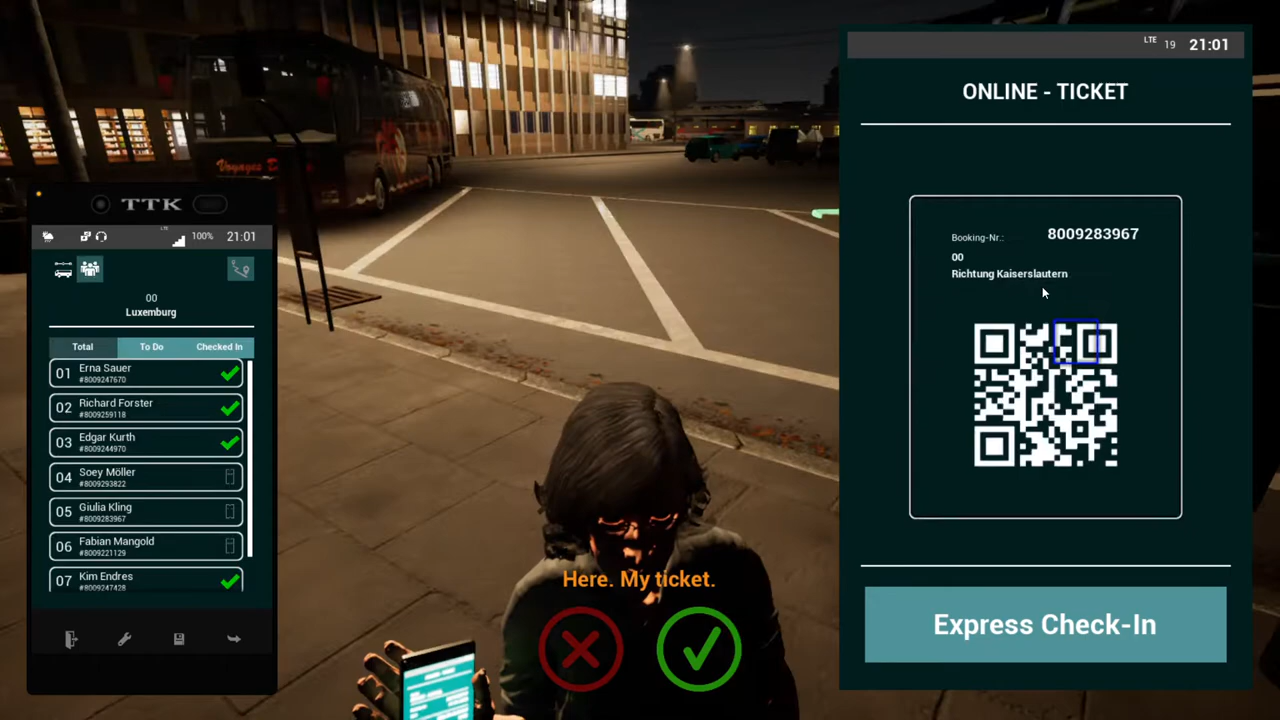 Voyages
TTK
LTE
100%
21:01
00
Luxemburg
Total
To Do
Checked In
01
Erna Sauer
#8009247670
02
Richard Forster
#8009259118
03
Edgar Kurth
#8009244970
04
Soey Möller
#8009293822
05
Giulia Kling
#8009283967
06
Fabian Mangold
#8009221129
07
Kim Endres
#8009247428
Here. My ticket.
LTE 19 21:01
ONLINE - TICKET
Booking-Nr.: 8009283967
00
Richtung Kaiserslautern
Express Check-In